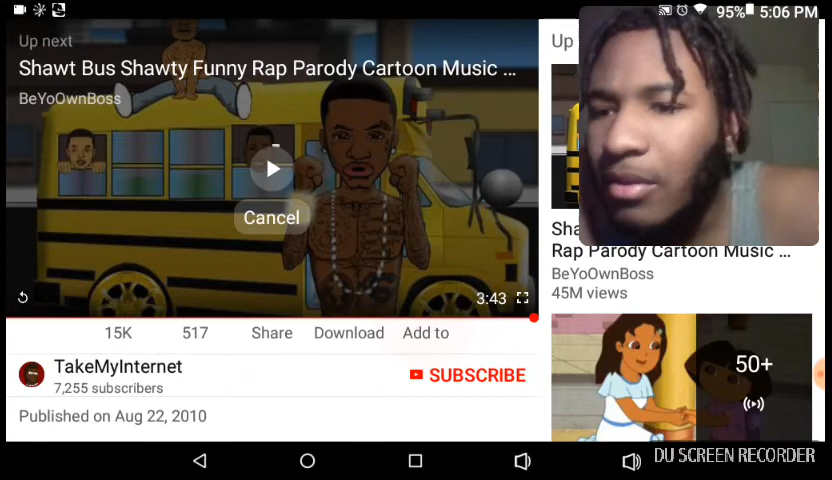 95% 5:06 PM
Up next
Shawt Bus Shawty Funny Rap Parody Cartoon Music ...
BeYoOwnBoss
Cancel
3:43
15K 517 Share Download Add to
TakeMyInternet
7,255 subscribers
SUBSCRIBE
Published on Aug 22, 2010
Up
Sha
Rap Parody Cartoon Music ...
BeYoOwnBoss
45M views
50+
DU SCREEN RECORDER